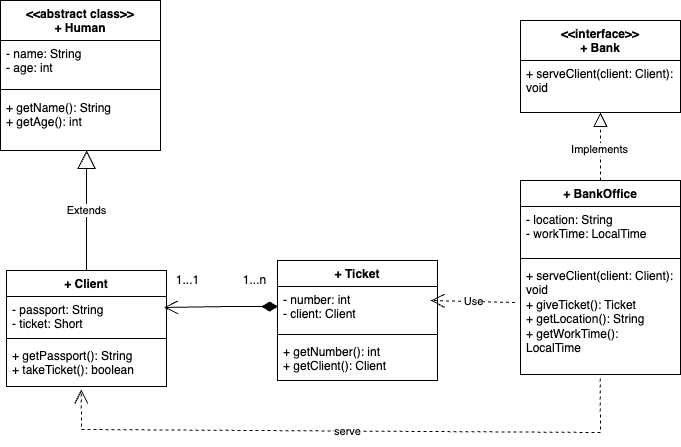 <<abstract class>>
+ Human
- name: String
- age: int
+ getName(): String
+ getAge(): int
<<interface>>
+ Bank
+ serveClient(client: Client):
void
Implements
Extends
+ BankOffice
- location: String
- workTime: LocalTime
+ serveClient(client: Client):
void
+ giveTicket(): Ticket
+ getLocation(): String
+ getWorkTime():
LocalTime
+ Client
- passport: String
- ticket: Short
+ getPassport(): String
+ takeTicket(): boolean
1...1
1...n
+ Ticket
- number: int
- client: Client
+ getNumber(): int
+ getClient(): Client
Use
serve